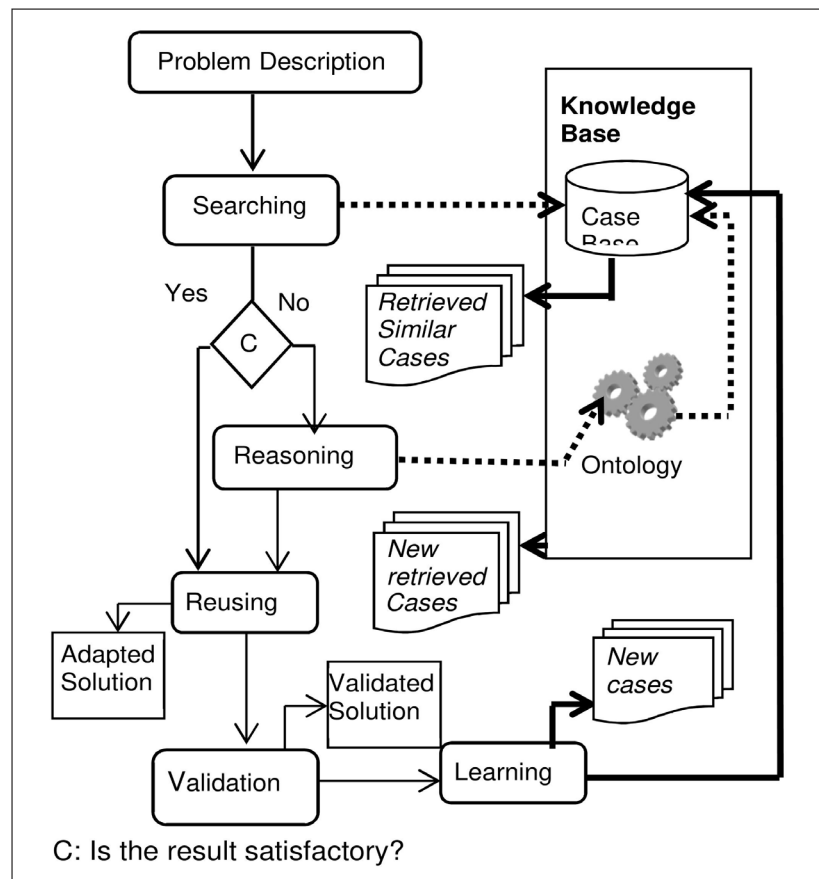 Problem Description
Knowledge
Base
Searching
Case
Base
Yes
No
C
Retrieved
Similar
Cases
Reasoning
Ontology
New
retrieved
Cases
Reusing
Adapted
Solution
New
cases
Validated
Solution
Validation
Learning
C: Is the result satisfactory?